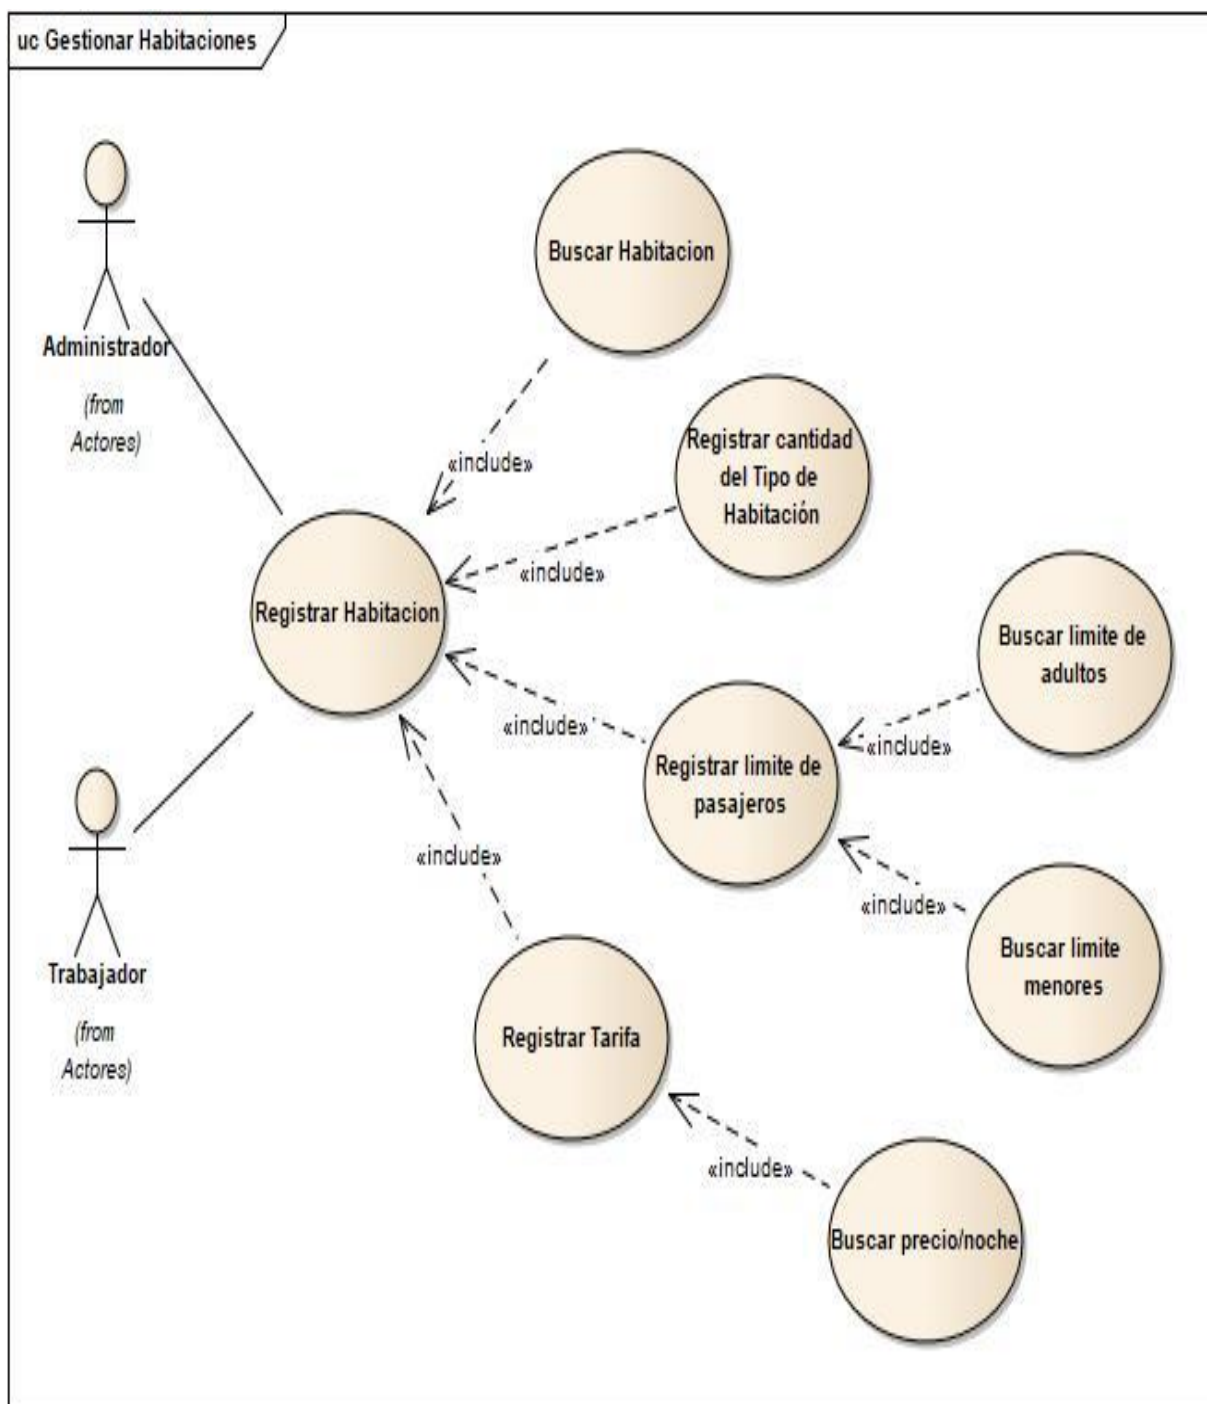 uc Gestionar Habitaciones
Administrador
(from
Actores)
Buscar Habitacion
«include»
Registrar cantidad
del Tipo de
Habitación
«include»
Registrar Habitacion
Buscar limite de
adultos
«include»
«include»
Registrar limite de
pasajeros
«include»
Buscar limite
menores
«include»
Trabajador
(from
Actores)
Registrar Tarifa
«include»
Buscar precio/noche